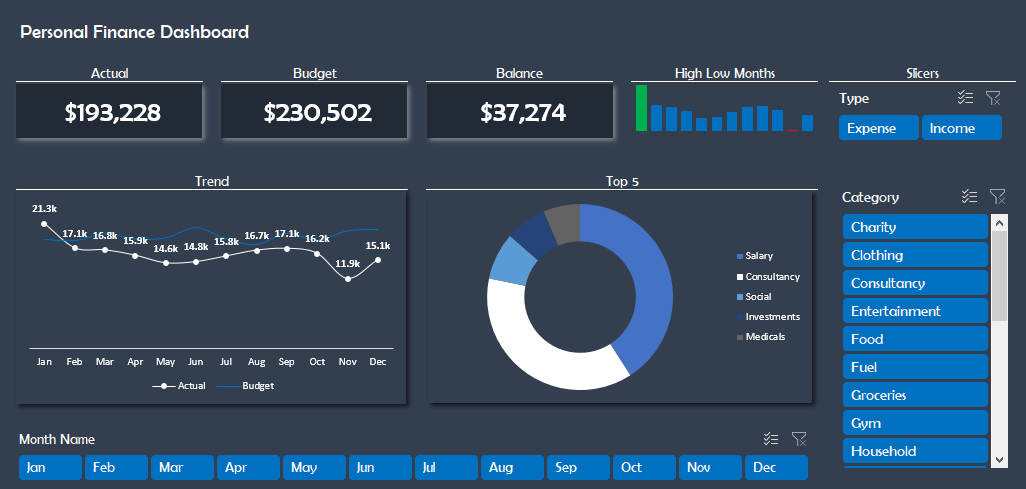 Personal Finance Dashboard
Actual
$193,228
Budget
$230,502
Balance
$37,274
High Low Months
Slicers
Type
Expense Income
Trend
21.3k 17.1k 16.8k 15.9k 14.6k 14.8k 15.8k 16.7k 17.1k 16.2k 11.9k 15.1k
Jan Feb Mar Apr May Jun Jul Aug Sep Oct Nov Dec
Actual Budget
Top 5
Salary
Consultancy
Social
Investments
Medicals
Category
Charity
Clothing
Consultancy
Entertainment
Food
Fuel
Groceries
Gym
Household
Month Name
Jan Feb Mar Apr May Jun Jul Aug Sep Oct Nov Dec